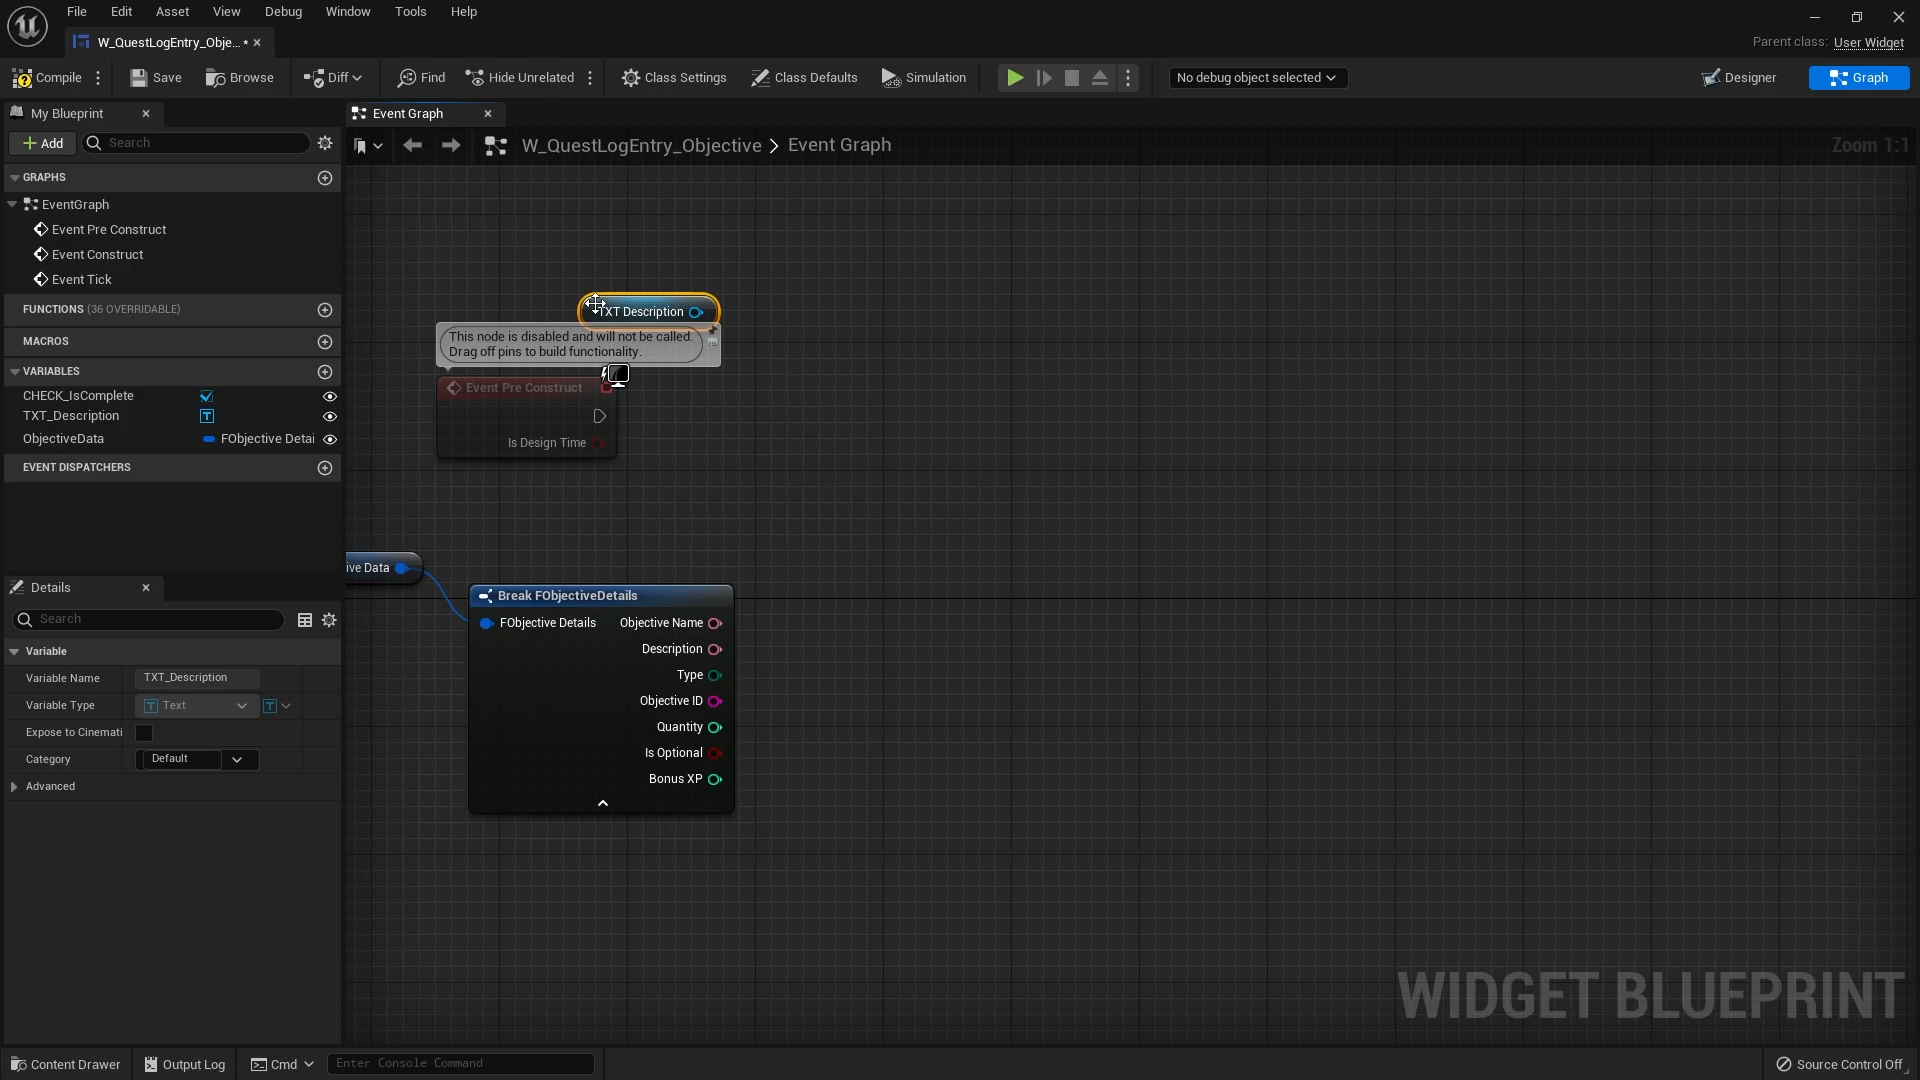 File Edit Asset View Debug Window Tools Help
W_QuestLogEntry_Obje... •
Parent class: User Widget
Compile Save Browse Diff Find Hide Unrelated Class Settings Class Defaults Simulation No debug object selected Designer Graph
My Blueprint
Event Graph
Add Search
W_QuestLogEntry_Objective > Event Graph
Zoom 1:1
GRAPHS
EventGraph
Event Pre Construct
Event Construct
Event Tick
FUNCTIONS (36 OVERRIDABLE)
MACROS
VARIABLES
CHECK_IsComplete
TXT_Description
ObjectiveData FObjective Detai
EVENT DISPATCHERS
TXT Description
This node is disabled and will not be called.
Drag off pins to build functionality.
Event Pre Construct
Is Design Time
ive Data
Break FObjectiveDetails
FObjective Details Objective Name
Description
Type
Objective ID
Quantity
Is Optional
Bonus XP
Details
Search
Variable
Variable Name TXT_Description
Variable Type Text
Expose to Cinemati
Category Default
Advanced
WIDGET BLUEPRINT
Content Drawer Output Log Cmd Enter Console Command Source Control Off